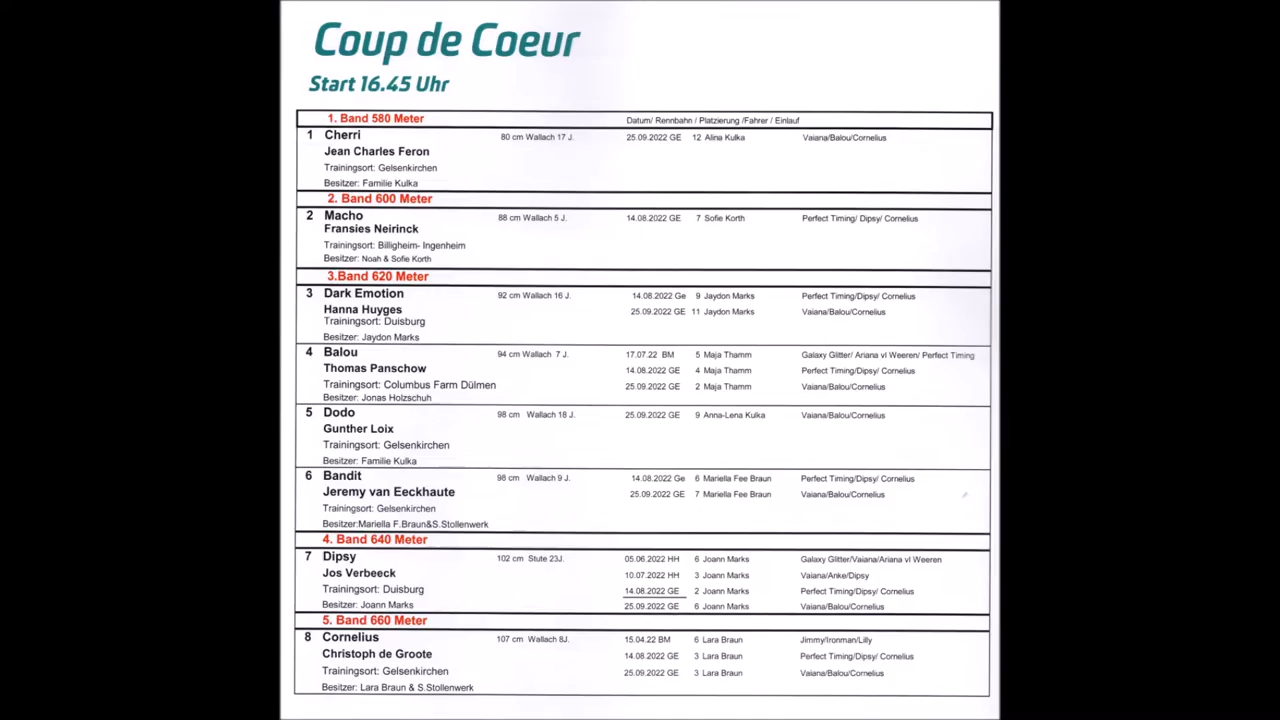 Coup de Coeur
Start 16.45 Uhr
1. Band 580 Meter Datum/ Rennbahn / Platzierung /Fahrer / Einlauf
1 Cherri 80 cm Wallach 17 J. 25.09.2022 GE 12 Alina Kulka Vaiana/Balou/Cornelius
Jean Charles Feron
Trainingsort: Gelsenkirchen
Besitzer: Familie Kulka
2. Band 600 Meter
2 Macho 88 cm Wallach 5 J. 14.08.2022 GE 7 Sofie Korth Perfect Timing/ Dipsy/ Cornelius
Fransies Neirinck
Trainingsort: Billigheim- Ingenheim
Besitzer: Noah & Sofie Korth
3.Band 620 Meter
3 Dark Emotion 92 cm Wallach 16 J. 14.08.2022 Ge 9 Jaydon Marks Perfect Timing/Dipsy/ Cornelius
Hanna Huyges 25.09.2022 GE 11 Jaydon Marks Vaiana/Balou/Cornelius
Trainingsort: Duisburg
Besitzer: Jaydon Marks
4 Balou 94 cm Wallach 7 J. 17.07.22 BM 5 Maja Thamm Galaxy Glitter/ Ariana vl Weeren/ Perfect Timing
Thomas Panschow 14.08.2022 GE 4 Maja Thamm Perfect Timing/Dipsy/ Cornelius
Trainingsort: Columbus Farm Dülmen 25.09.2022 GE 2 Maja Thamm Vaiana/Balou/Cornelius
Besitzer: Jonas Holzschuh
5 Dodo 98 cm Wallach 18 J. 25.09.2022 GE 9 Anna-Lena Kulka Vaiana/Balou/Cornelius
Gunther Loix
Trainingsort: Gelsenkirchen
Besitzer: Familie Kulka
6 Bandit 98 cm Wallach 9 J. 14.08.2022 Ge 6 Mariella Fee Braun Perfect Timing/Dipsy/ Cornelius
Jeremy van Eeckhaute 25.09.2022 GE 7 Mariella Fee Braun Vaiana/Balou/Cornelius
Trainingsort: Gelsenkirchen
Besitzer:Mariella F.Braun&S.Stollenwerk
4. Band 640 Meter
7 Dipsy 102 cm Stute 23J. 05.06.2022 HH 6 Joann Marks Galaxy Glitter/Vaiana/Ariana vl Weeren
Jos Verbeeck 10.07.2022 HH 3 Joann Marks Vaiana/Anke/Dipsy
Trainingsort: Duisburg 14.08.2022 GE 2 Joann Marks Perfect Timing/Dipsy/ Cornelius
Besitzer: Joann Marks 25.09.2022 GE 6 Joann Marks Vaiana/Balou/Cornelius
5. Band 660 Meter
8 Cornelius 107 cm Wallach 8J. 15.04.22 BM 6 Lara Braun Jimmy/Ironman/Lilly
Christoph de Groote 14.08.2022 GE 3 Lara Braun Perfect Timing/Dipsy/ Cornelius
Trainingsort: Gelsenkirchen 25.09.2022 GE 3 Lara Braun Vaiana/Balou/Cornelius
Besitzer: Lara Braun & S.Stollenwerk